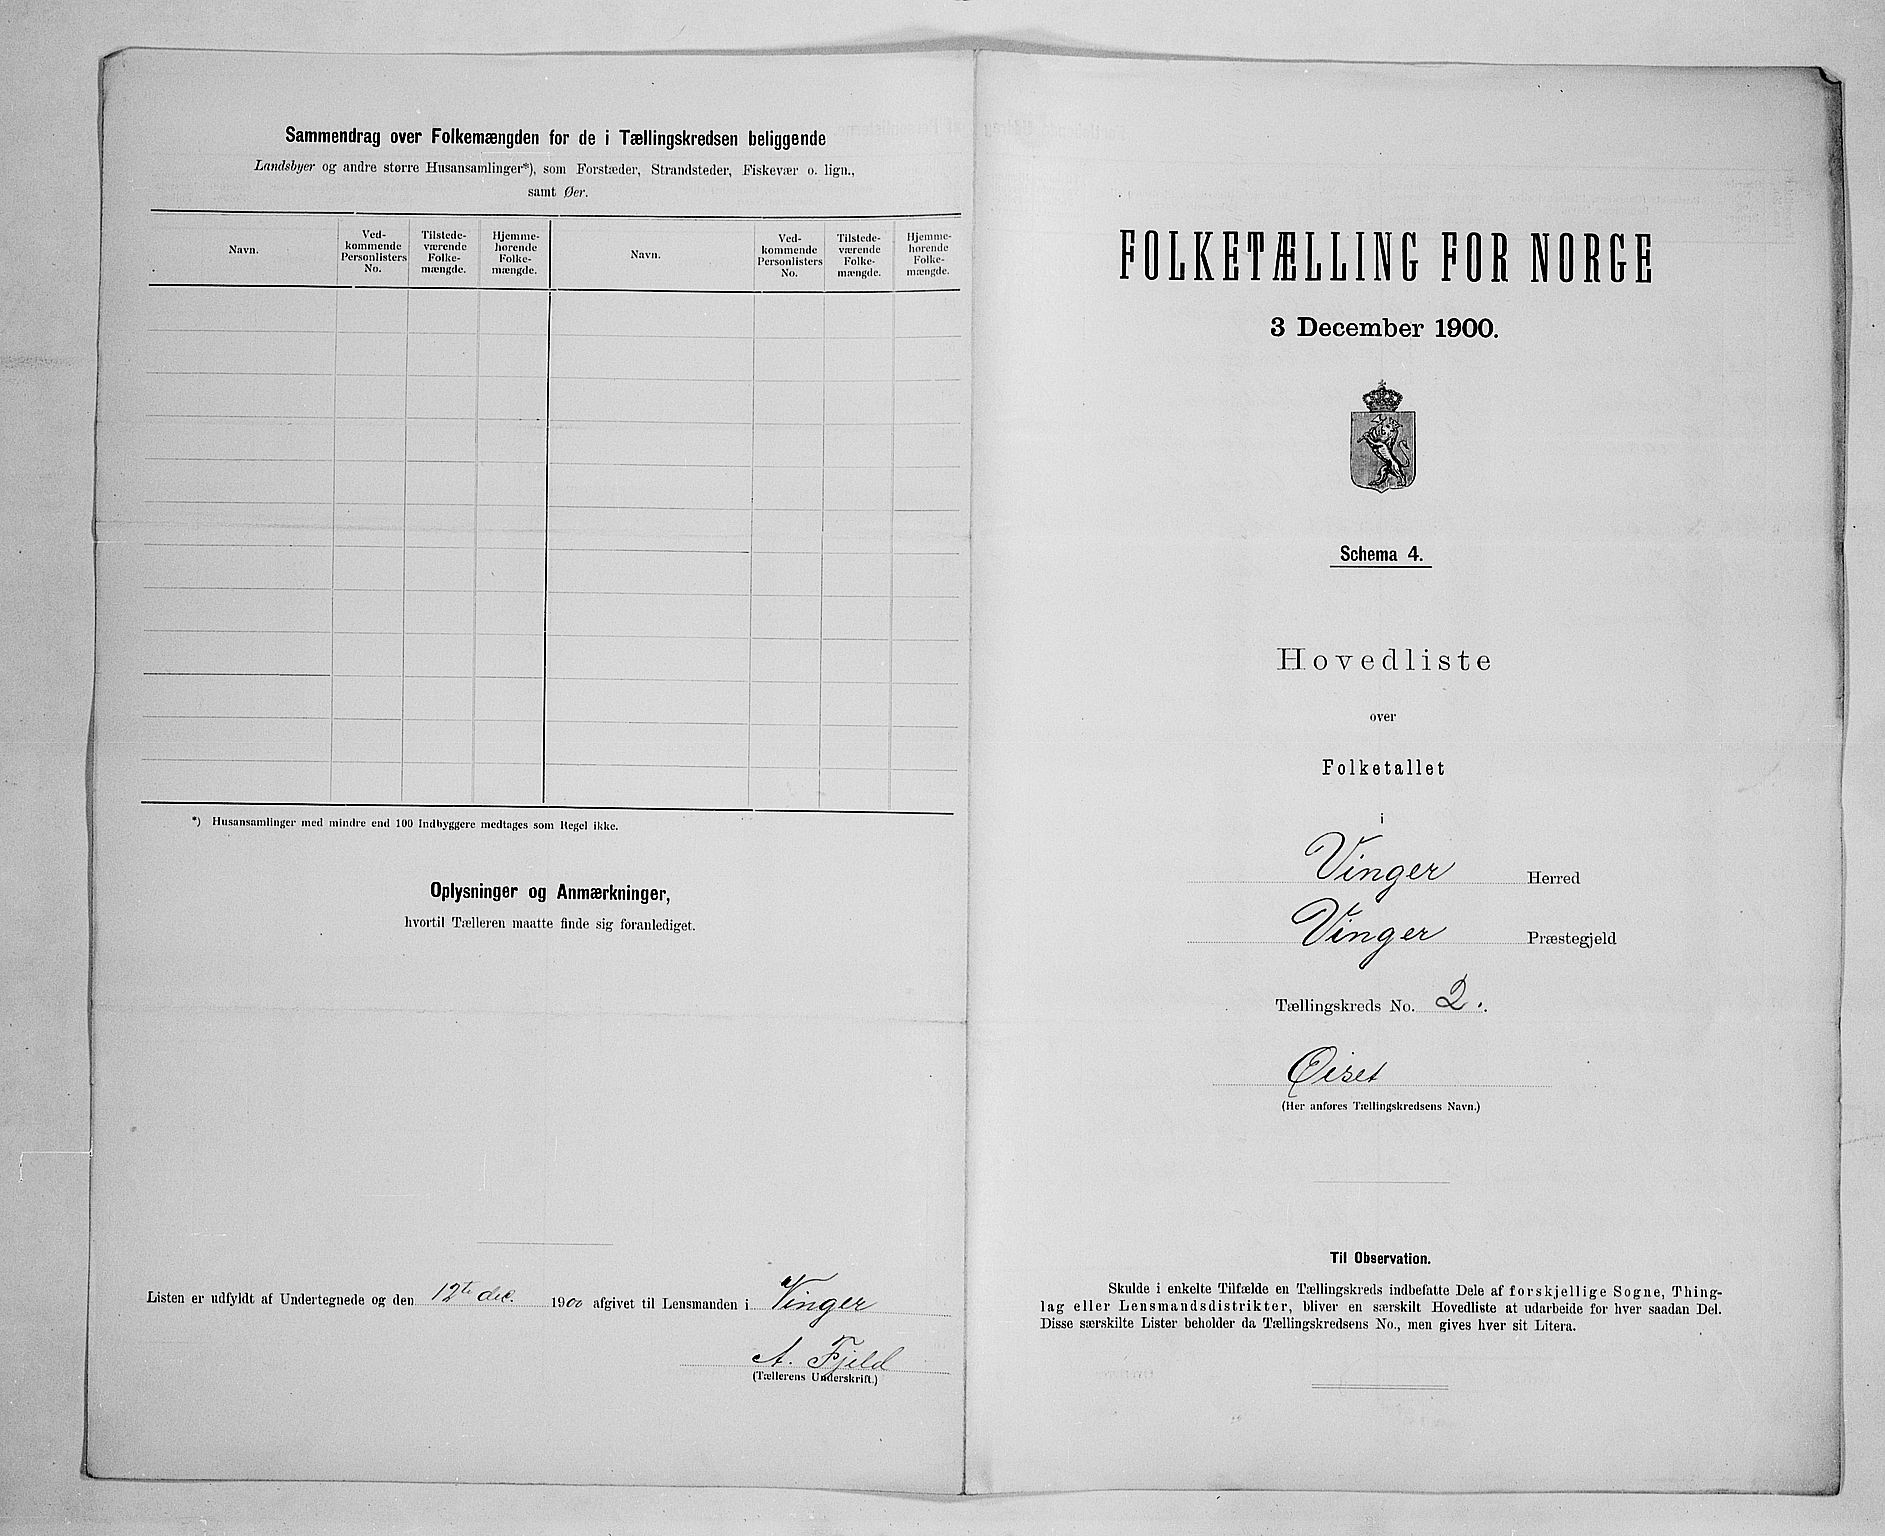 Sammendrag over Folkemængden for de i Tællingskredsen beliggende
Landsbyer og andre større Husansamlinger*), som Forstæder, Strandsteder, Fiskevær o. lign.,
samt Øer.
Navn.
Ved-
kommende
Personlisters
No.
Tilstede-
værende
Folke-
mængde.
Hjemme-
hørende
Folke-
mængde.
Navn.
Ved-
kommende
Personlisters
No.
Tilstede-
værende
Folke-
mængde.
Hjemme-
hørende
Folke-
mængde.
*) Husansamlinger med mindre end 100 Indbyggere medtages som Regel ikke.
Oplysninger og Anmærkninger,
hvortil Tælleren maatte finde sig foranlediget.
Listen er udfyldt af Undertegnede og den 12te dec. 1900 afgivet til Lensmanden i Vinger
A. Fjeld
(Tællerens Underskrift.)
FOLKETÆLLING FOR NORGE
3 December 1900.
Schema 4.
Hovedliste
over
Folketallet
i
Vinger Herred
Vinger Præstegjeld
Tællingskreds No. 2.
Øiset
(Her anføres Tællingskredsens Navn.)
Til Observation.
Skulde i enkelte Tilfælde en Tællingskreds indbefatte Dele af forskjellige Sogne, Thing-
lag eller Lensmandsdistrikter, bliver en særskilt Hovedliste at udarbeide for hver saadan Del.
Disse særskilte Lister beholder da Tællingskredsens No., men gives hver sit Litera.